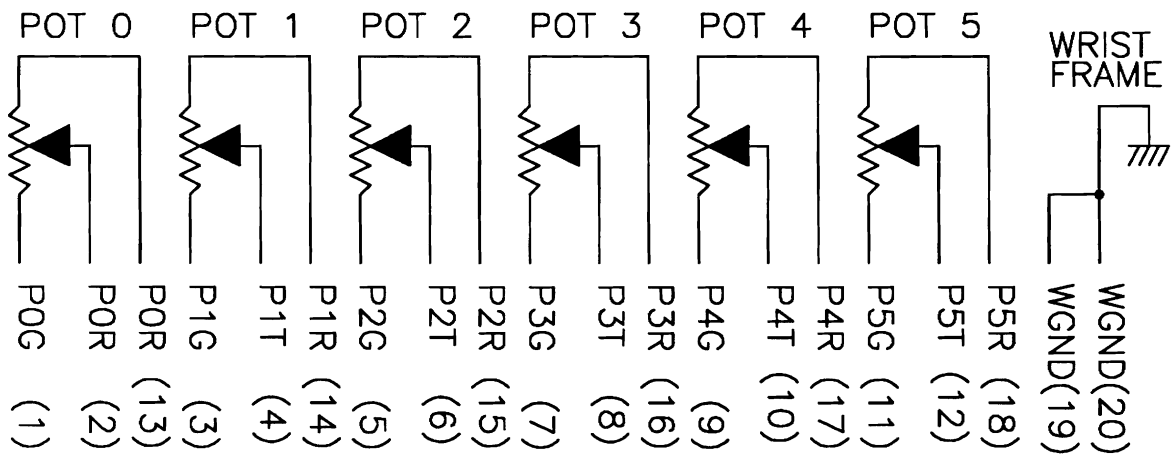 POT 0
POT 1
POT 2
POT 3
POT 4
POT 5
WRIST
FRAME
P0G (1)
P0R (2)
P0R (13)
P1G (3)
P1T (4)
P1R (14)
P2G (5)
P2T (6)
P2R (15)
P3G (7)
P3T (8)
P3R (16)
P4G (9)
P4T (10)
P4R (17)
P5G (11)
P5T (12)
P5R (18)
WGND(19)
WGND(20)